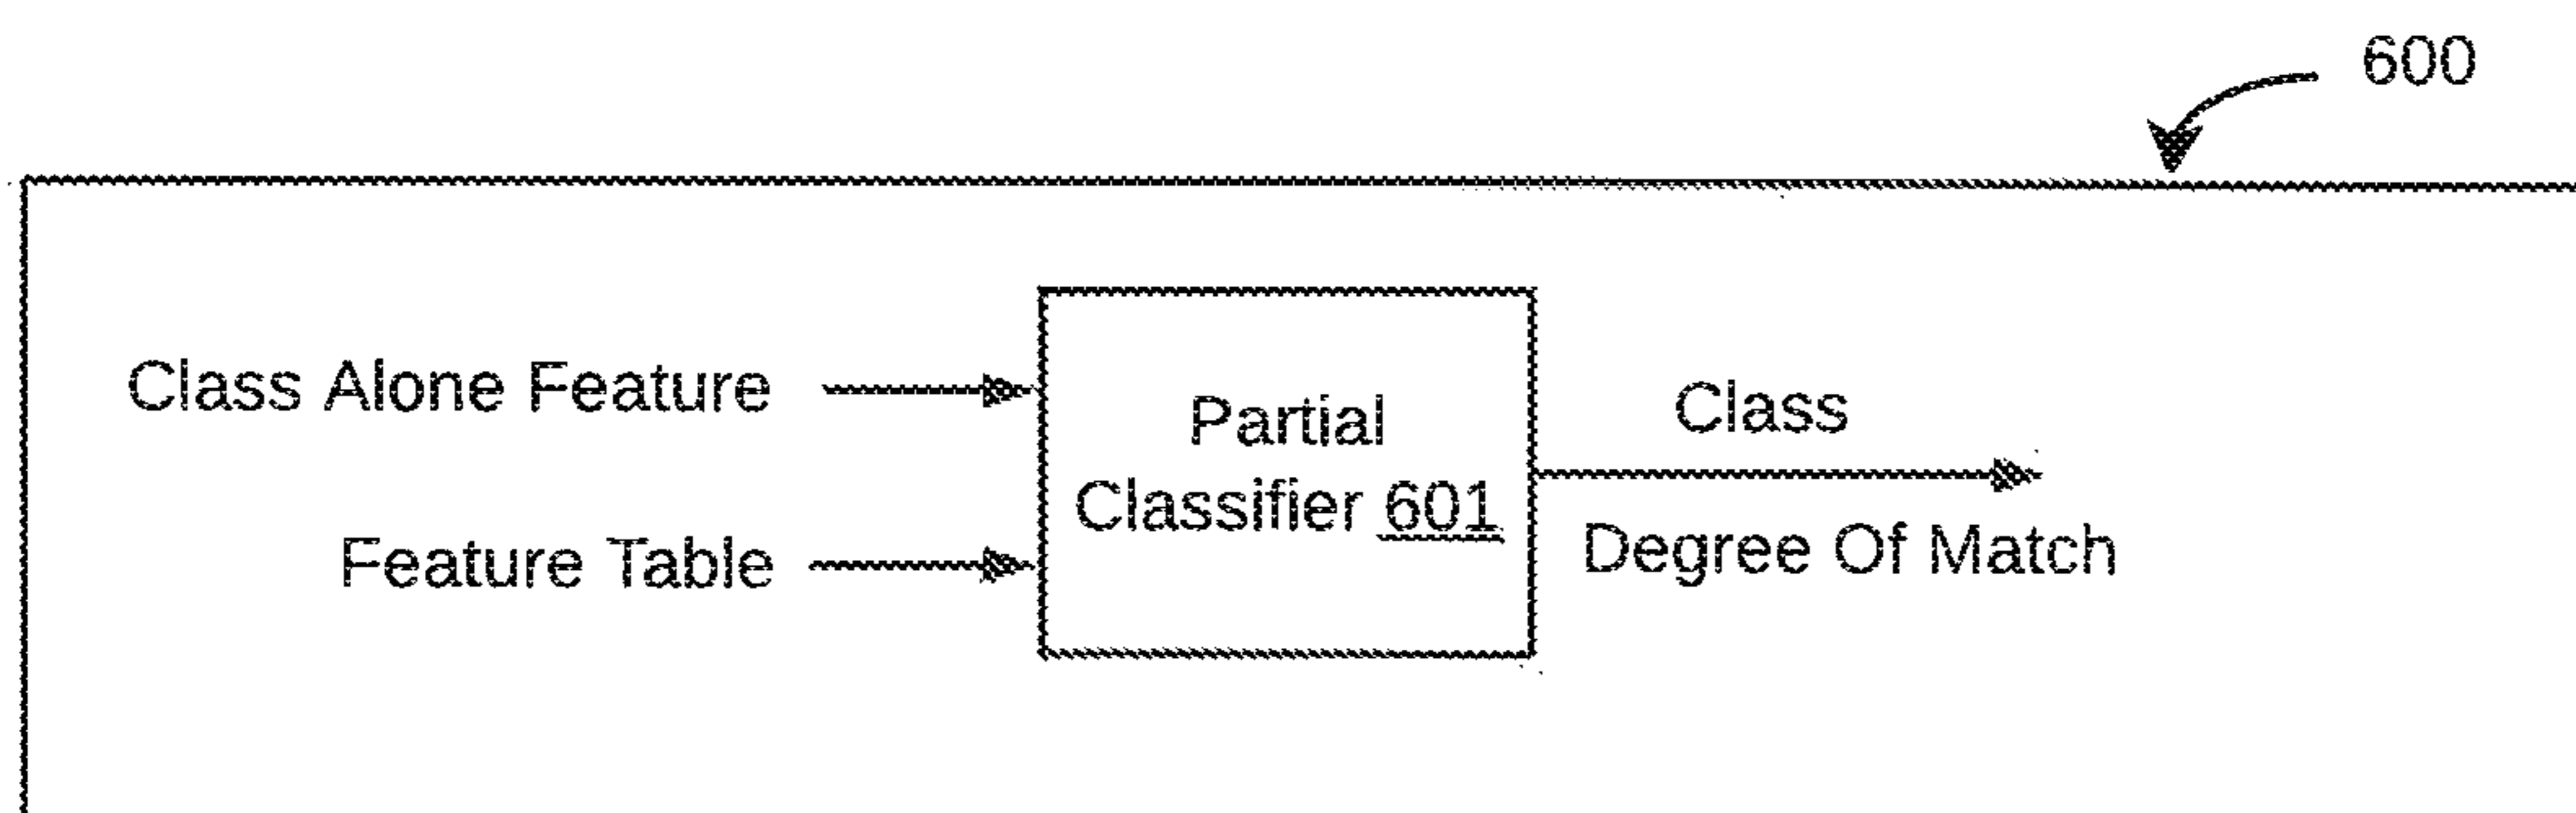 600
Class Alone Feature
Feature Table
Partial
Classifier 601
Class
Degree Of Match